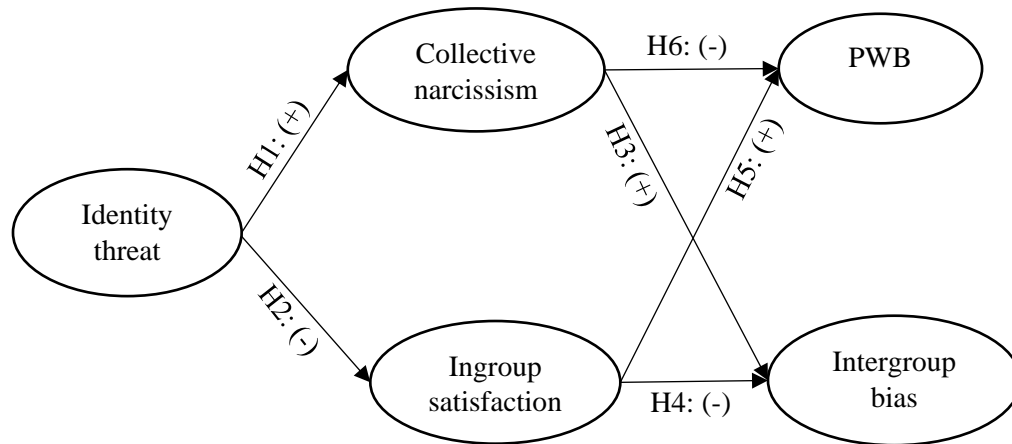 Collective
narcissism
H6: (-)
PWB
H1: (+)
H3: (+)
H5: (+)
Identity
threat
H2: (-)
Ingroup
satisfaction
H4: (-)
Intergroup
bias